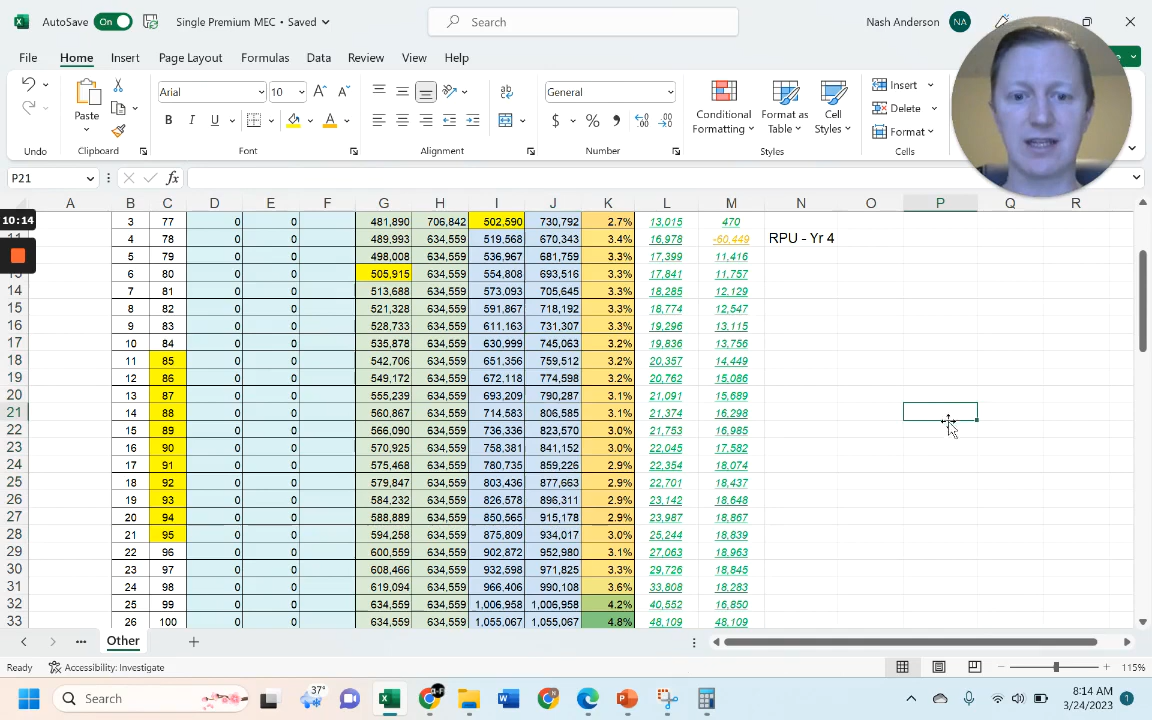 AutoSave On Single Premium MEC • Saved Search Nash Anderson NA
File Home Insert Page Layout Formulas Data Review View Help
Paste Arial 10 General Conditional Formatting Format as Table Cell Styles Insert Delete Format
Undo Clipboard Font Alignment Number Styles Cells
P21 fx
A B C D E F G H I J K L M N O P Q R
10:14
3 77 0 0 481,890 706,842 502,590 730,792 2.7% 13,015 470
11 4 78 0 0 489,993 634,559 519,568 670,343 3.4% 16,978 -60,449 RPU - Yr 4
5 79 0 0 498,008 634,559 536,967 681,759 3.3% 17,399 11,416
13 6 80 0 0 505,915 634,559 554,808 693,516 3.3% 17,841 11,757
14 7 81 0 0 513,688 634,559 573,093 705,645 3.3% 18,285 12,129
15 8 82 0 0 521,328 634,559 591,867 718,192 3.3% 18,774 12,547
16 9 83 0 0 528,733 634,559 611,163 731,307 3.3% 19,296 13,115
17 10 84 0 0 535,878 634,559 630,999 745,063 3.2% 19,836 13,756
18 11 85 0 0 542,706 634,559 651,356 759,512 3.2% 20,357 14,449
19 12 86 0 0 549,172 634,559 672,118 774,598 3.2% 20,762 15,086
20 13 87 0 0 555,239 634,559 693,209 790,287 3.1% 21,091 15,689
21 14 88 0 0 560,867 634,559 714,583 806,585 3.1% 21,374 16,298
22 15 89 0 0 566,090 634,559 736,336 823,570 3.0% 21,753 16,985
23 16 90 0 0 570,925 634,559 758,381 841,152 3.0% 22,045 17,582
24 17 91 0 0 575,468 634,559 780,735 859,226 2.9% 22,354 18,074
25 18 92 0 0 579,847 634,559 803,436 877,663 2.9% 22,701 18,437
26 19 93 0 0 584,232 634,559 826,578 896,311 2.9% 23,142 18,648
27 20 94 0 0 588,889 634,559 850,565 915,178 2.9% 23,987 18,867
28 21 95 0 0 594,258 634,559 875,809 934,017 3.0% 25,244 18,839
29 22 96 0 0 600,559 634,559 902,872 952,980 3.1% 27,063 18,963
30 23 97 0 0 608,466 634,559 932,598 971,825 3.3% 29,726 18,845
31 24 98 0 0 619,094 634,559 966,406 990,108 3.6% 33,808 18,283
32 25 99 0 0 634,559 634,559 1,006,958 1,006,958 4.2% 40,552 16,850
33 26 100 0 0 634,559 634,559 1,055,067 1,055,067 4.8% 48,109 48,109
Other
Ready Accessibility: Investigate 115%
Search 37° 8:14 AM
3/24/2023